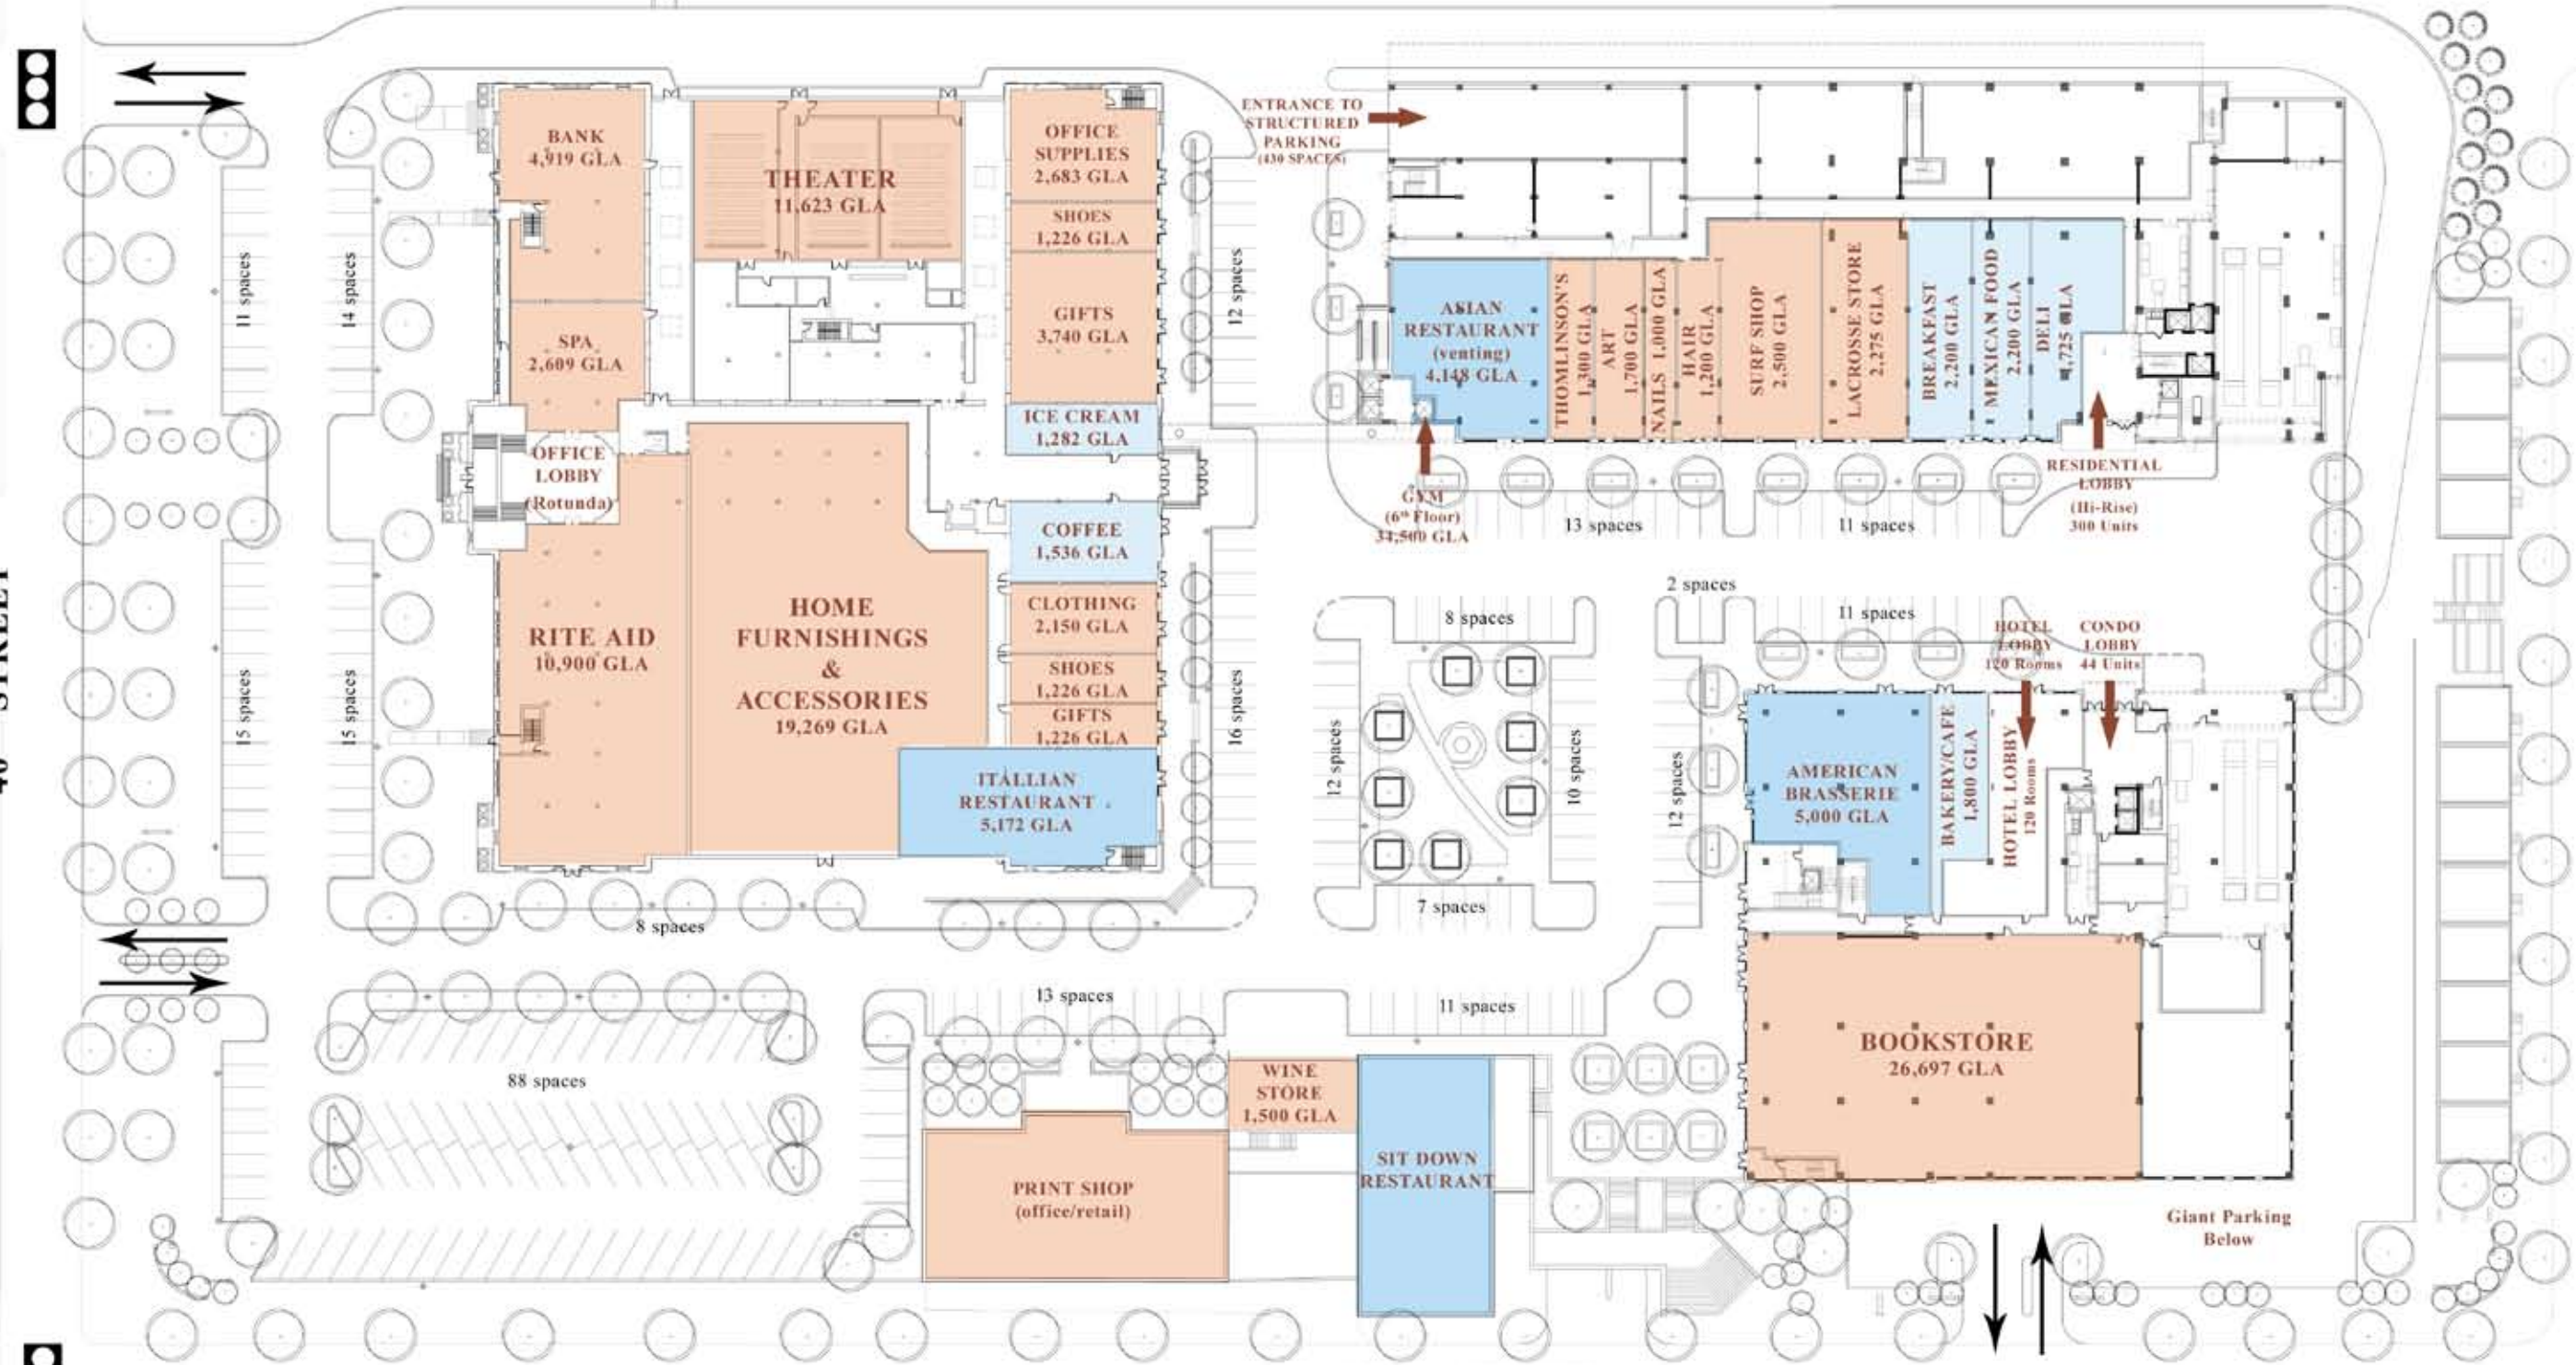 BANK
4,919 GLA
THEATER
11,623 GLA
OFFICE
SUPPLIES
2,683 GLA
SHOES
1,226 GLA
GIFTS
3,740 GLA
SPA
2,609 GLA
ICE CREAM
1,282 GLA
OFFICE
LOBBY
(Rotunda)
COFFEE
1,536 GLA
CLOTHING
2,150 GLA
SHOES
1,226 GLA
GIFTS
1,226 GLA
RITE AID
10,900 GLA
HOME
FURNISHINGS
&
ACCESSORIES
19,269 GLA
ITALLIAN
RESTAURANT
5,172 GLA
11 spaces
14 spaces
12 spaces
15 spaces
15 spaces
16 spaces
8 spaces
ENTRANCE TO
STRUCTURED
PARKING
(430 SPACES)
ASIAN
RESTAURANT
(venting)
4,148 GLA
THOMLINSON'S
1,300 GLA
ART
1,700 GLA
NAILS 1,000 GLA
HAIR
1,200 GLA
SURF SHOP
2,500 GLA
LACROSSE STORE
2,275 GLA
BREAKFAST
2,200 GLA
MEXICAN FOOD
2,200 GLA
DELI
GLA
GYM
(6th Floor)
34,500 GLA
RESIDENTIAL
LOBBY
(Hi-Rise)
300 Units
13 spaces
11 spaces
2 spaces
8 spaces
11 spaces
12 spaces
10 spaces
12 spaces
7 spaces
HOTEL
LOBBY
120 Rooms
CONDO
LOBBY
44 Units
AMERICAN
BRASSERIE
5,000 GLA
BAKERY/CAFE
1,800 GLA
HOTEL LOBBY
120 Rooms
BOOKSTORE
26,697 GLA
13 spaces
11 spaces
88 spaces
WINE
STORE
1,500 GLA
PRINT SHOP
(office/retail)
SIT DOWN
RESTAURANT
Giant Parking
Below